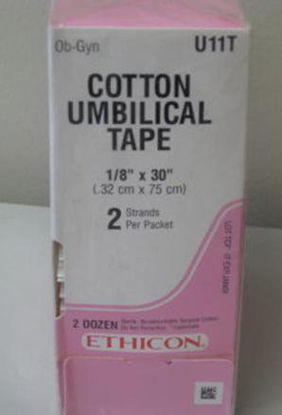 Ob-Gyn
U11T
COTTON
UMBILICAL
TAPE
1/8" x 30"
(.32 cm x 75 cm)
2 Strands
Per Packet
2 DOZEN
ETHICON